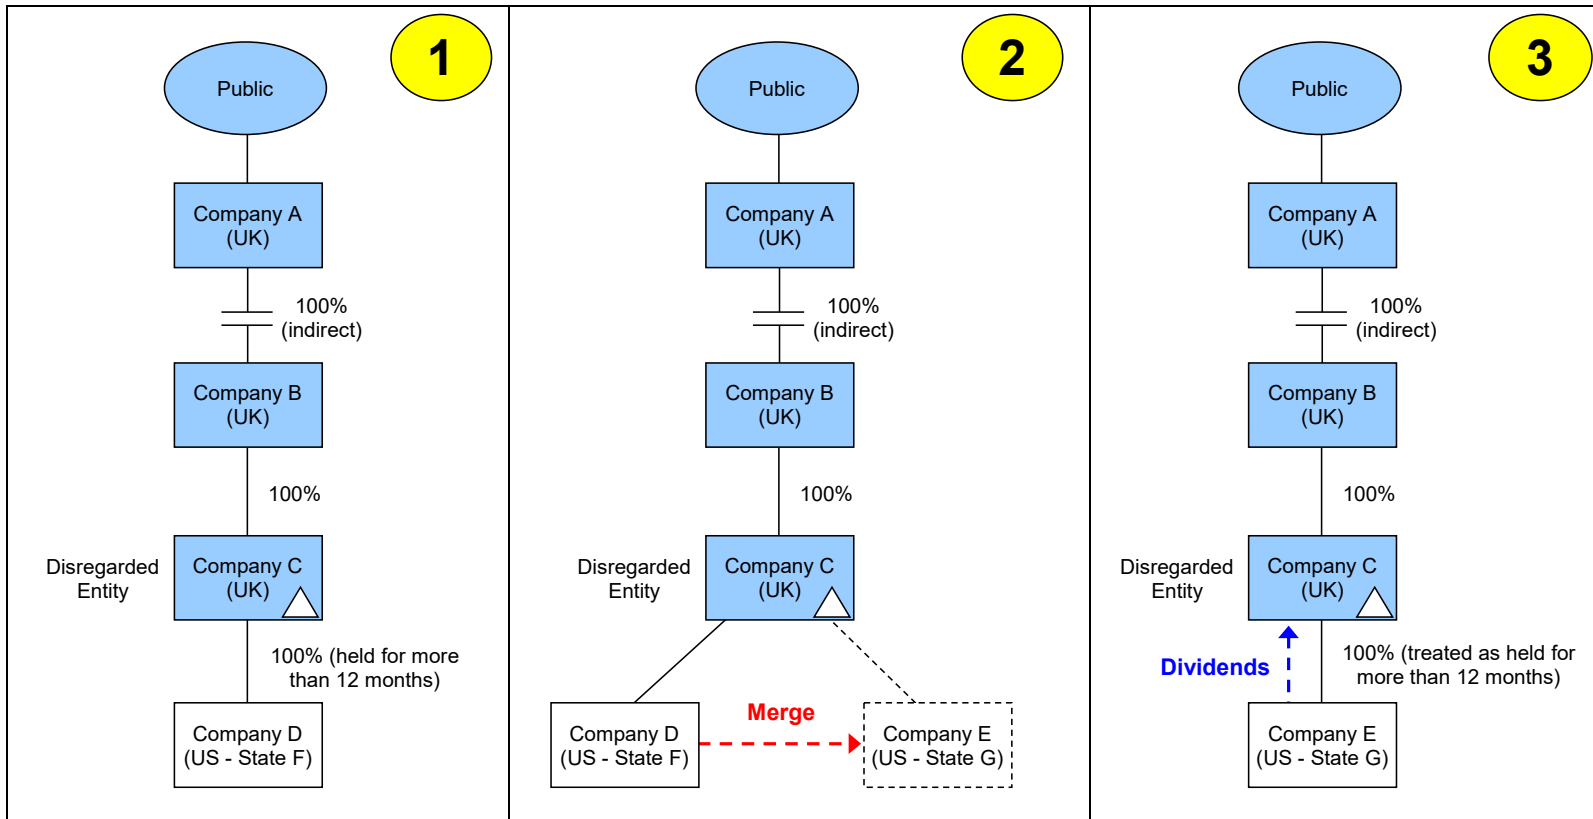 1
Public
Company A
(UK)
100%
(indirect)
Company B
(UK)
100%
Disregarded
Entity
Company C
(UK)
100% (held for more
than 12 months)
Company D
(US - State F)
2
Public
Company A
(UK)
100%
(indirect)
Company B
(UK)
100%
Disregarded
Entity
Company C
(UK)
Merge
Company D
(US - State F)
Company E
(US - State G)
3
Public
Company A
(UK)
100%
(indirect)
Company B
(UK)
100%
Disregarded
Entity
Company C
(UK)
Dividends
100% (treated as held for
more than 12 months)
Company E
(US - State G)